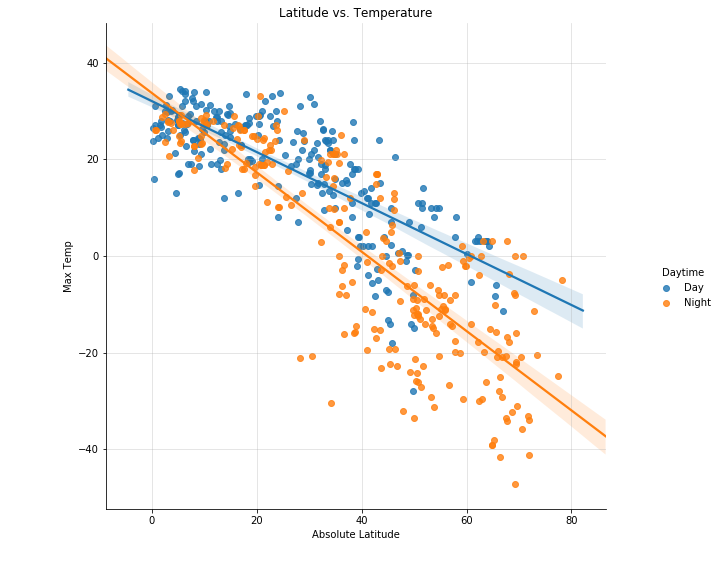 Latitude vs. Temperature
40
20
0
−20
−40
Max Temp
0 20 40 60 80
Absolute Latitude
Daytime
Day
Night